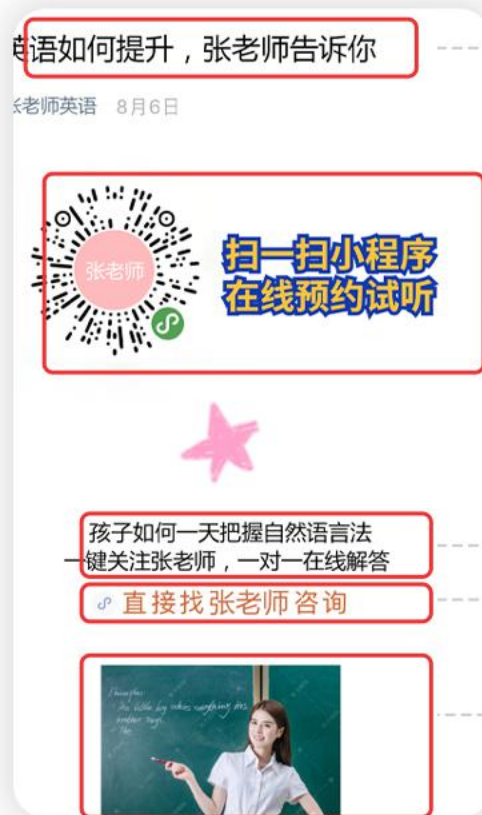 英语如何提升，张老师告诉你
张老师英语 8月6日
张老师
扫一扫小程序
在线预约试听
孩子如何一天把握自然语言法
一键关注张老师，一对一在线解答
直接找张老师咨询